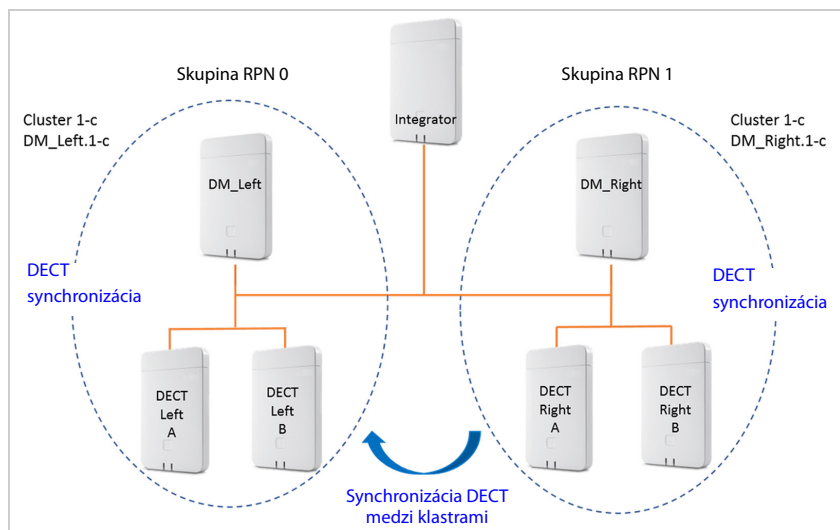 Skupina RPN 0
Skupina RPN 1
Integrator
Cluster 1-c
DM_Left.1-c
Cluster 1-c
DM_Right.1-c
DM_Left
DM_Right
DECT
synchronizácia
DECT
synchronizácia
DECT
Left
A
DECT
Left
B
DECT
Right
A
DECT
Right
B
Synchronizácia DECT
medzi klastrami